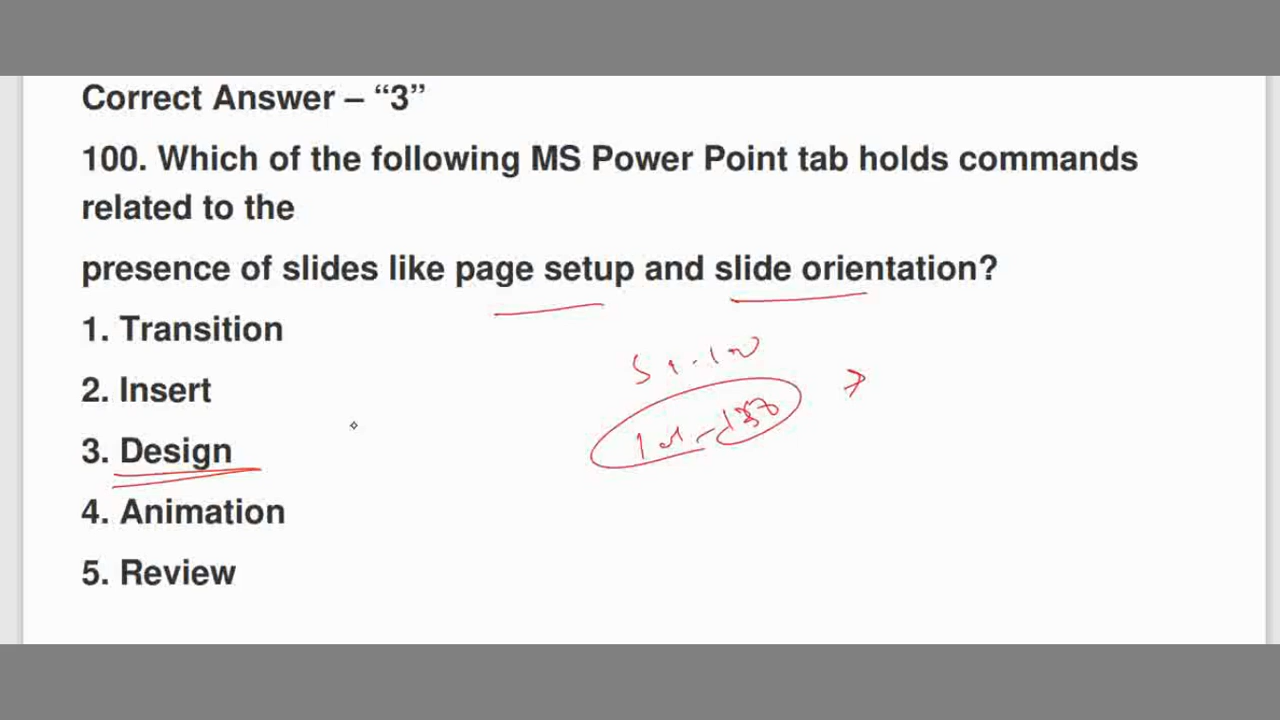 Correct Answer – “3”
100. Which of the following MS Power Point tab holds commands
related to the
presence of slides like page setup and slide orientation?
1. Transition
2. Insert
3. Design
4. Animation
5. Review